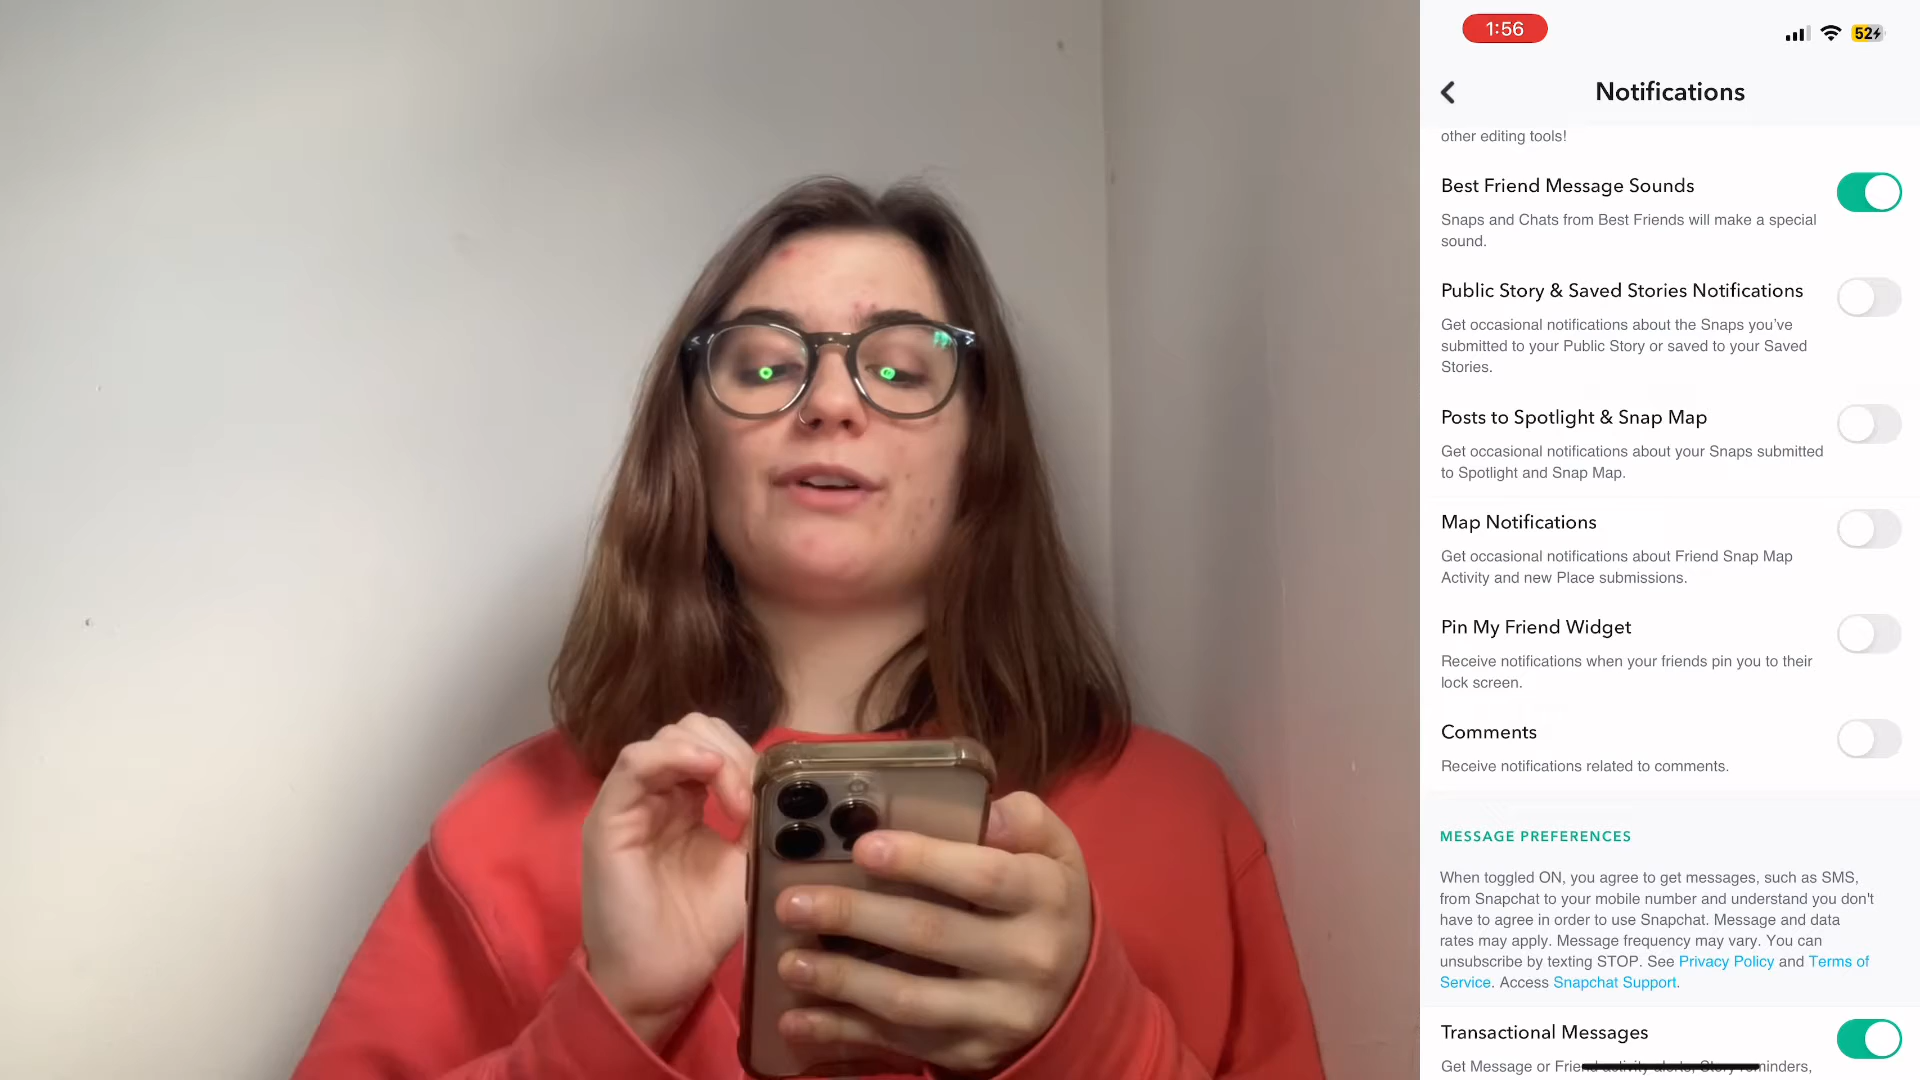 1:56
52
Notifications
other editing tools!
Best Friend Message Sounds
Snaps and Chats from Best Friends will make a special
sound.
Public Story & Saved Stories Notifications
Get occasional notifications about the Snaps you've
submitted to your Public Story or saved to your Saved
Stories.
Posts to Spotlight & Snap Map
Get occasional notifications about your Snaps submitted
to Spotlight and Snap Map.
Map Notifications
Get occasional notifications about Friend Snap Map
Activity and new Place submissions.
Pin My Friend Widget
Receive notifications when your friends pin you to their
lock screen.
Comments
Receive notifications related to comments.
MESSAGE PREFERENCES
When toggled ON, you agree to get messages, such as SMS,
from Snapchat to your mobile number and understand you don't
have to agree in order to use Snapchat. Message and data
rates may apply. Message frequency may vary. You can
unsubscribe by texting STOP. See Privacy Policy and Terms of
Service. Access Snapchat Support.
Transactional Messages
Get Message or Friend activity alerts, Story reminders,